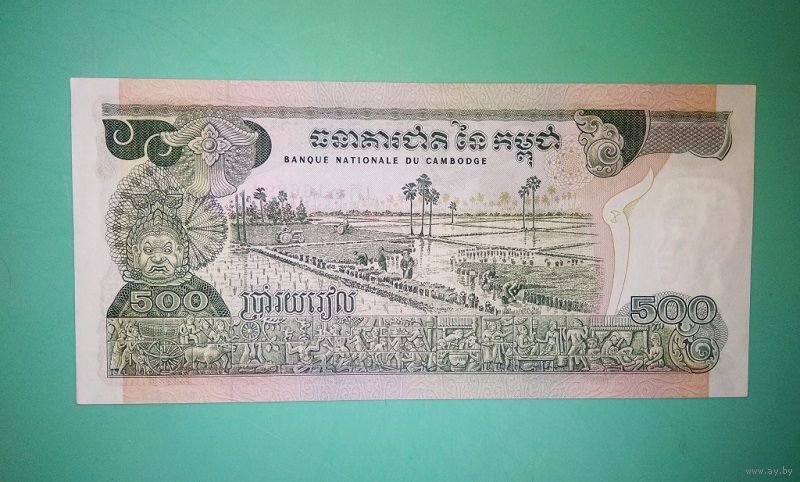 ធនាគារជាតិ នៃ កម្ពុជា
BANQUE NATIONALE DU CAMBODGE
500 ប្រាំរយរៀល 500
www.ay.by